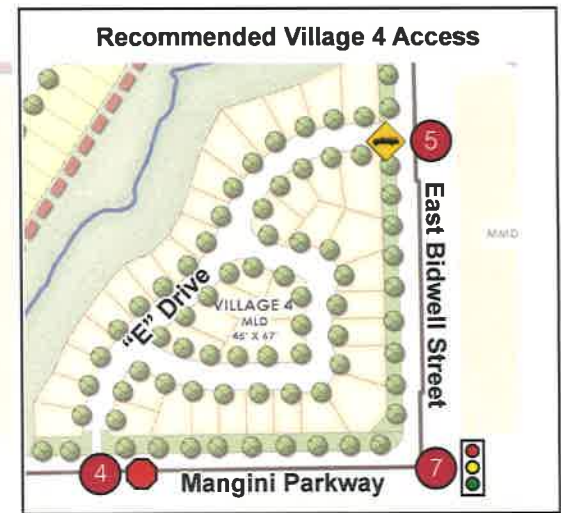 Recommended Village 4 Access
5
East Bidwell Street
MMD
"E" Drive
VILLAGE 4
MLD
45' X 67'
4
Mangini Parkway
7